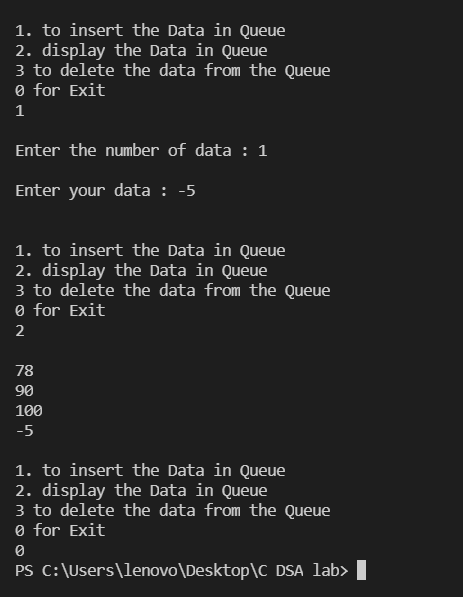 1. to insert the Data in Queue
2. display the Data in Queue
3 to delete the data from the Queue
0 for Exit
1
Enter the number of data : 1
Enter your data : -5
1. to insert the Data in Queue
2. display the Data in Queue
3 to delete the data from the Queue
0 for Exit
2
78
90
100
-5
1. to insert the Data in Queue
2. display the Data in Queue
3 to delete the data from the Queue
0 for Exit
0
PS C:\Users\lenovo\Desktop\C DSA lab>